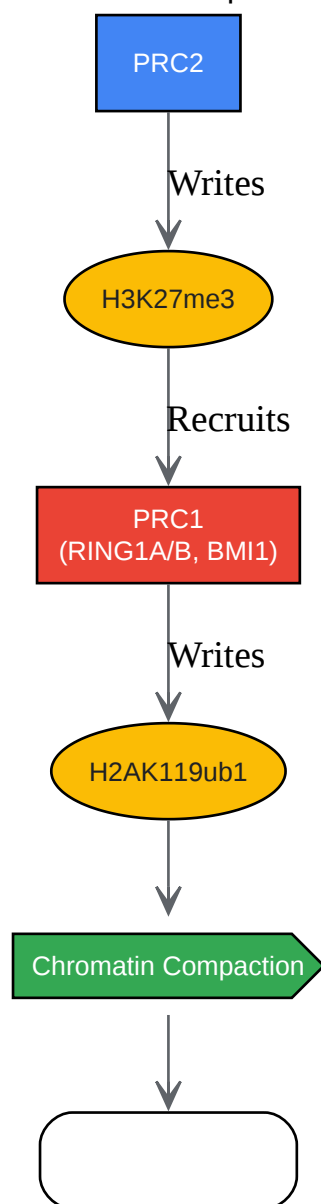 PRC2
Writes
H3K27me3
Recruits
PRC1
(RING1A/B, BMI1)
Writes
H2AK119ub1
Chromatin Compaction